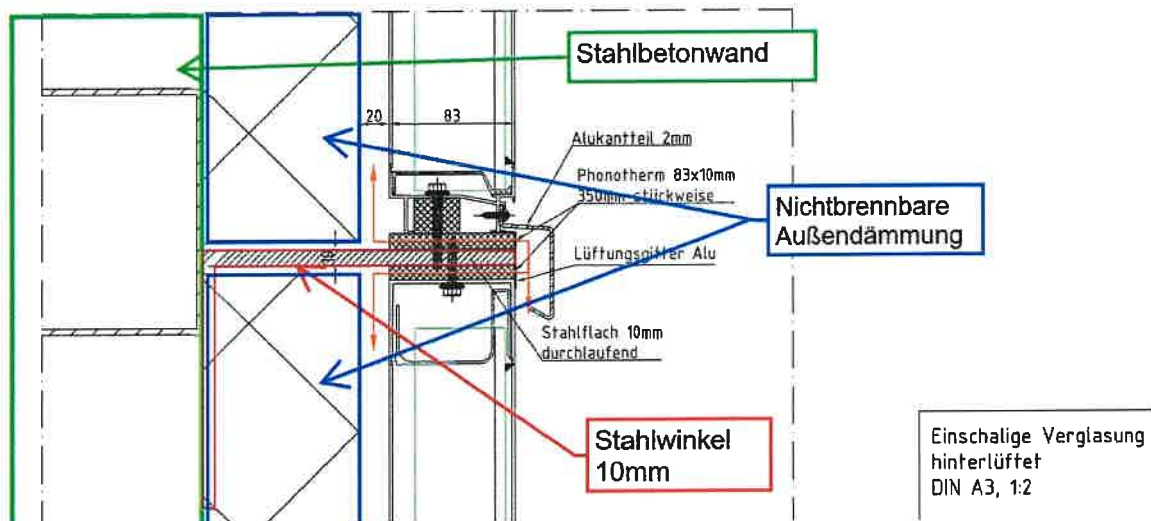 Stahlbetonwand
20
83
Alukantteil 2mm
Phonotherm 83x10mm
350mm stückweise
Nichtbrennbare
Außendämmung
10
Lüftungsgitter Alu
Stahlflach 10mm
durchlaufend
Stahlwinkel
10mm
Einschalige Verglasung
hinterlüftet
DIN A3, 1:2